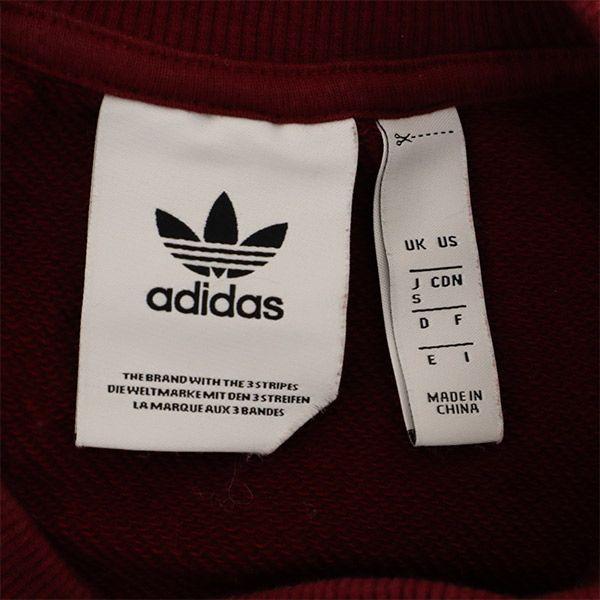 adidas
THE BRAND WITH THE 3 STRIPES
DIE WELTMARKE MIT DEN 3 STREIFEN
LA MARQUE AUX 3 BANDES
UK US
J CDN
S
D F
E I
MADE IN
CHINA